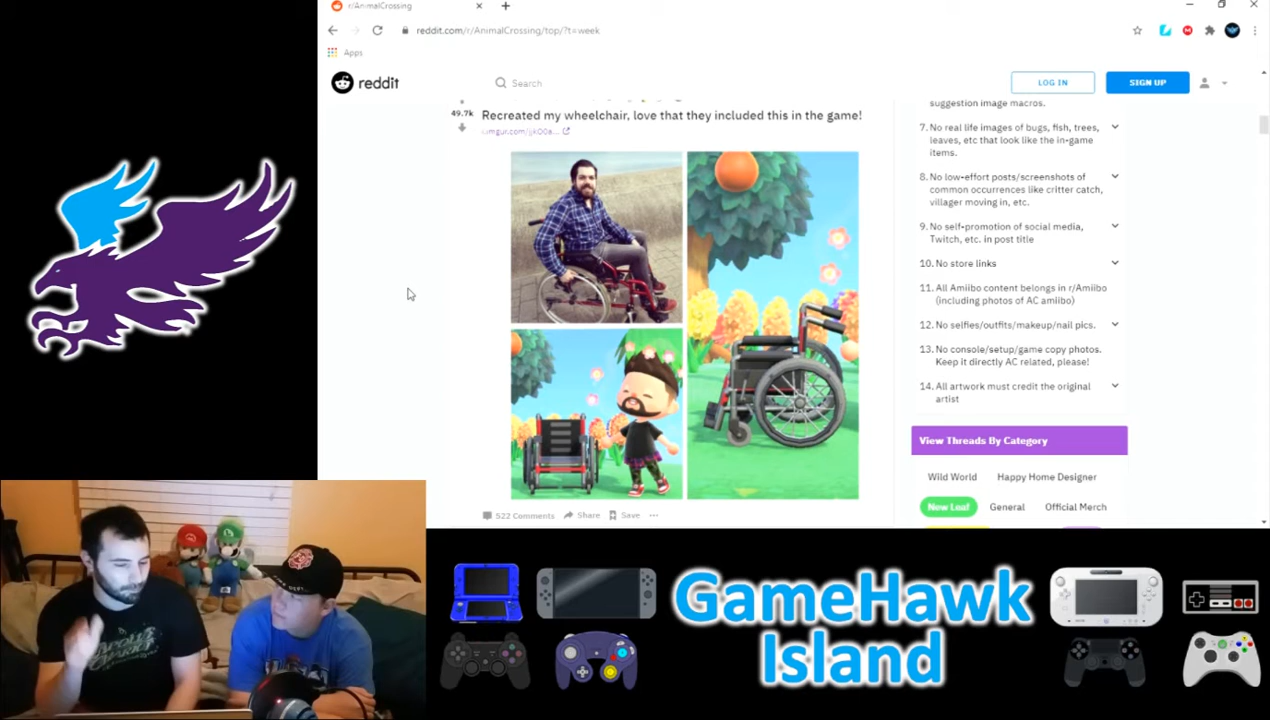 r/AnimalCrossing
reddit.com/r/AnimalCrossing/top/?t=week
Apps
reddit
Search
LOG IN
SIGN UP
49.7k
Recreated my wheelchair, love that they included this in the game!
522 Comments
Share
Save
suggestion image macros.
7. No real life images of bugs, fish, trees,
leaves, etc that look like the in-game
items.
8. No low-effort posts/screenshots of
common occurrences like critter catch,
villager moving in, etc.
9. No self-promotion of social media,
Twitch, etc. in post title
10. No store links
11. All Amiibo content belongs in r/Amiibo
(including photos of AC amiibo)
12. No selfies/outfits/makeup/nail pics.
13. No console/setup/game copy photos.
Keep it directly AC related, please!
14. All artwork must credit the original
artist
View Threads By Category
Wild World
Happy Home Designer
New Leaf
General
Official Merch
GameHawk
Island